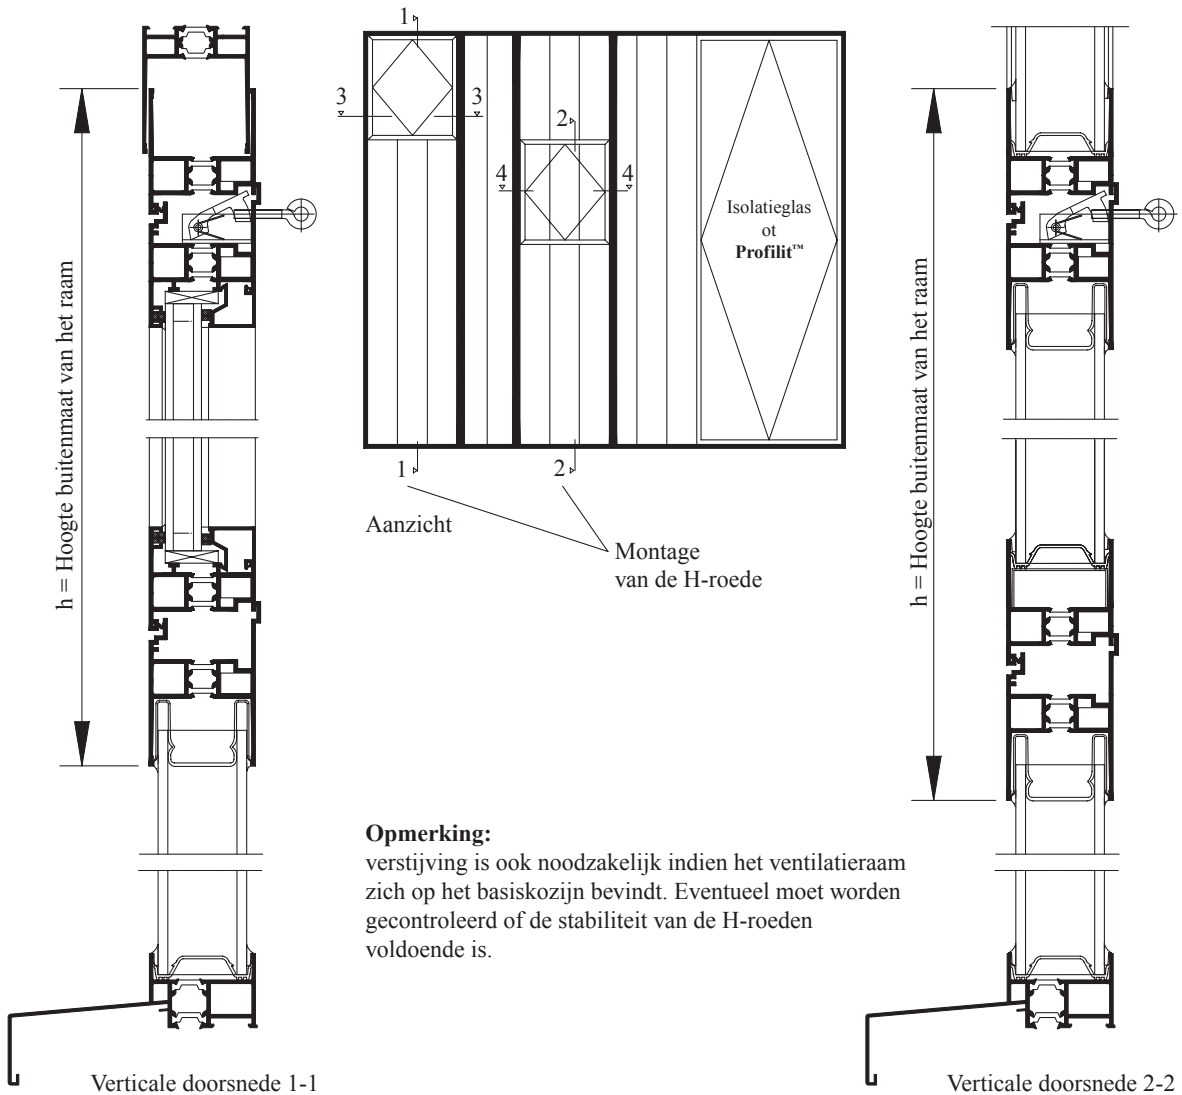 1
3
3
2
4
4
Isolatieglas
ot
Profilit™
h = Hoogte buitenmaat van het raam
h = Hoogte buitenmaat van het raam
1
2
Aanzicht
Montage
van de H-roede
Opmerking:
verstijving is ook noodzakelijk indien het ventilatieraam
zich op het basiskozijn bevindt. Eventueel moet worden
gecontroleerd of de stabiliteit van de H-roeden
voldoende is.
Verticale doorsnede 1-1
Verticale doorsnede 2-2